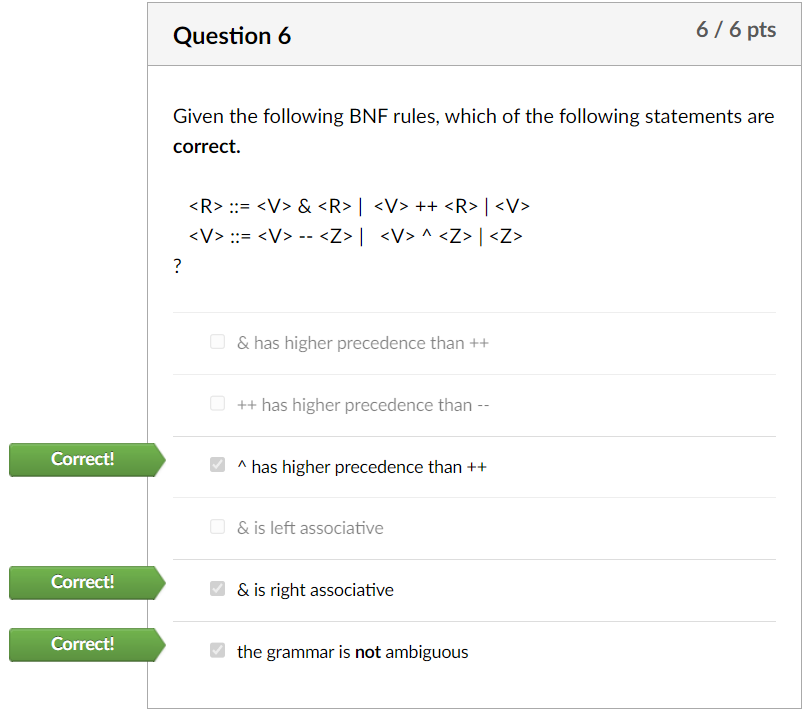 Question 6
6 / 6 pts
Given the following BNF rules, which of the following statements are
correct.
<R> ::= <V> & <R> | <V> ++ <R> | <V>
<V> ::= <V> -- <Z> | <V> ^ <Z> | <Z>
?
& has higher precedence than ++
++ has higher precedence than --
Correct!
^ has higher precedence than ++
& is left associative
Correct!
& is right associative
Correct!
the grammar is not ambiguous